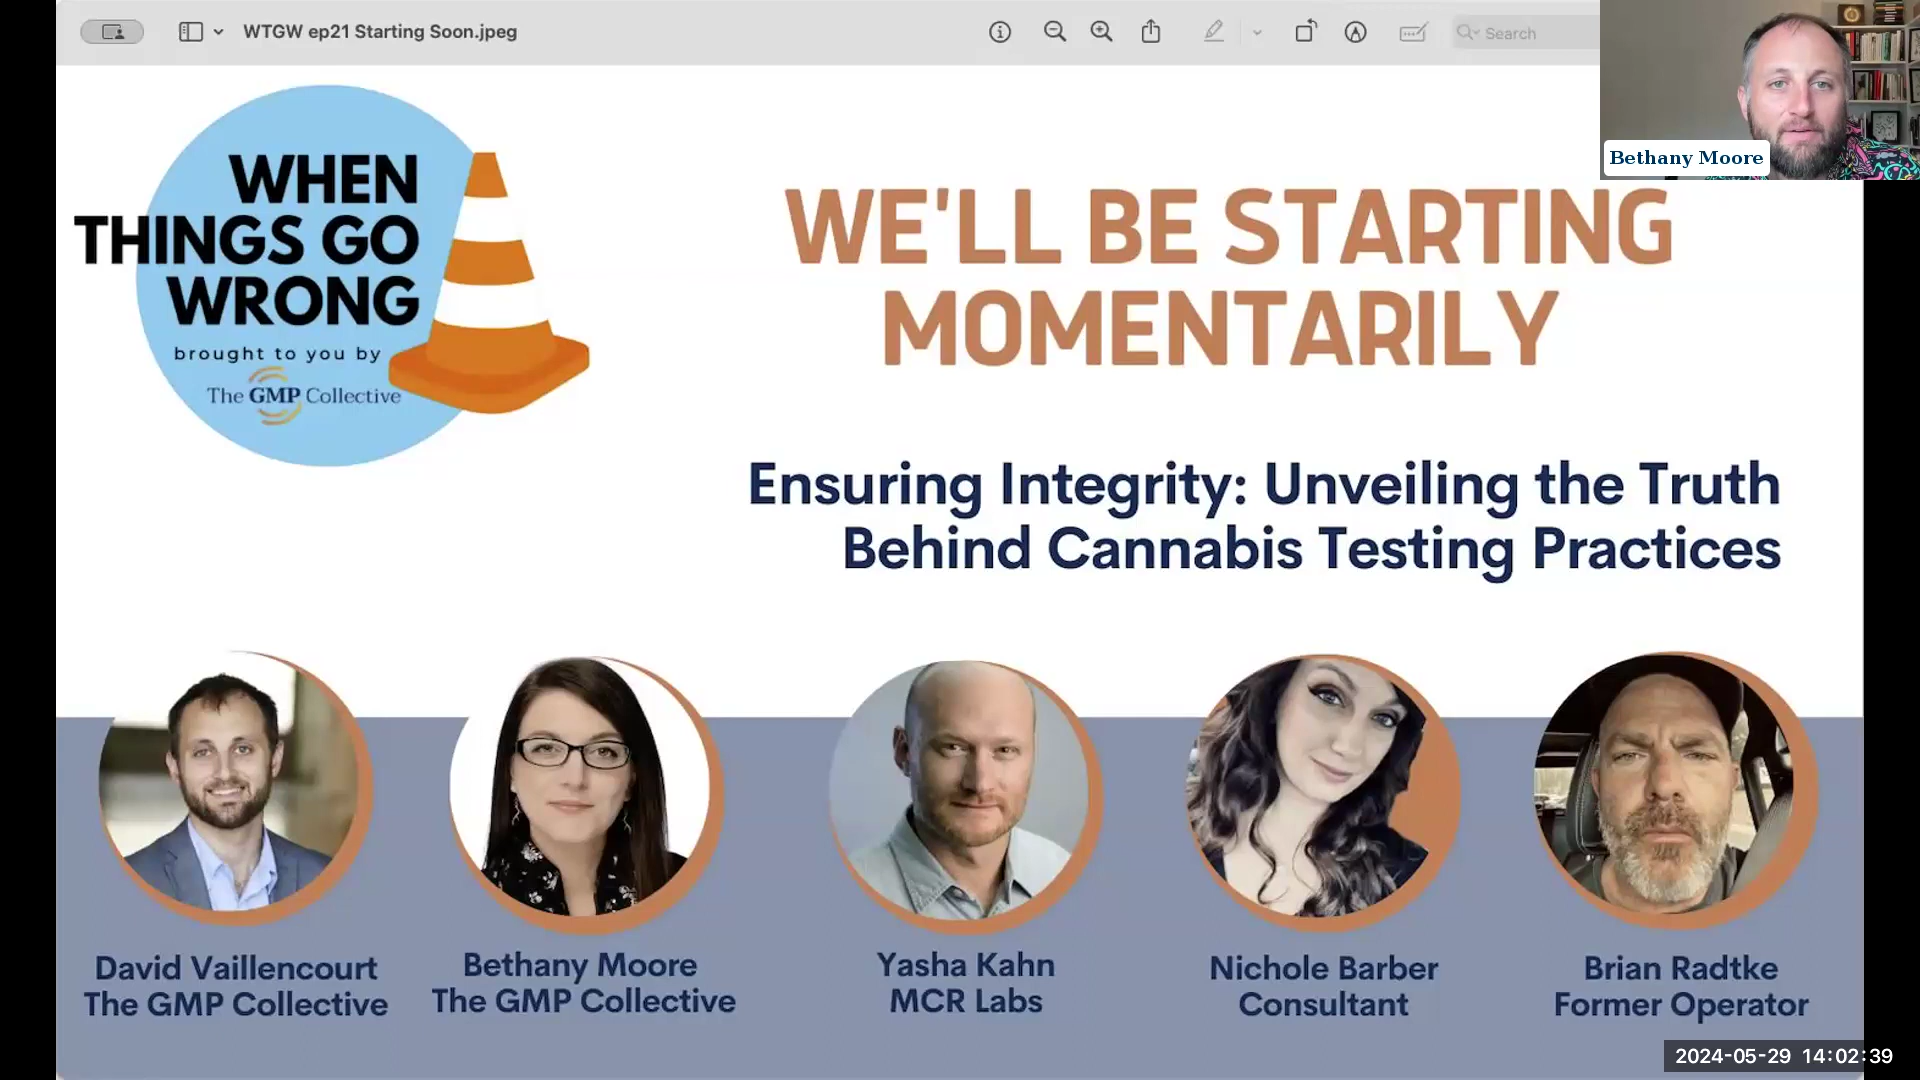 WTGW ep21 Starting Soon.jpeg
Search
Bethany Moore
WHEN
THINGS GO
WRONG
brought to you by
The GMP Collective
WE'LL BE STARTING
MOMENTARILY
Ensuring Integrity: Unveiling the Truth
Behind Cannabis Testing Practices
David Vaillencourt
The GMP Collective
Bethany Moore
The GMP Collective
Yasha Kahn
MCR Labs
Nichole Barber
Consultant
Brian Radtke
Former Operator
2024-05-29 14:02:39